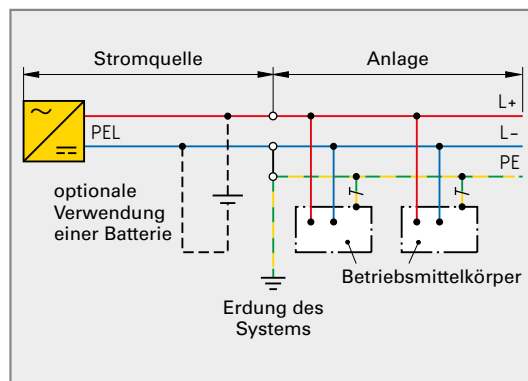 Stromquelle
Anlage
L+
PEL
L–
PE
optionale
Verwendung
einer Batterie
Betriebsmittelkörper
Erdung des
Systems